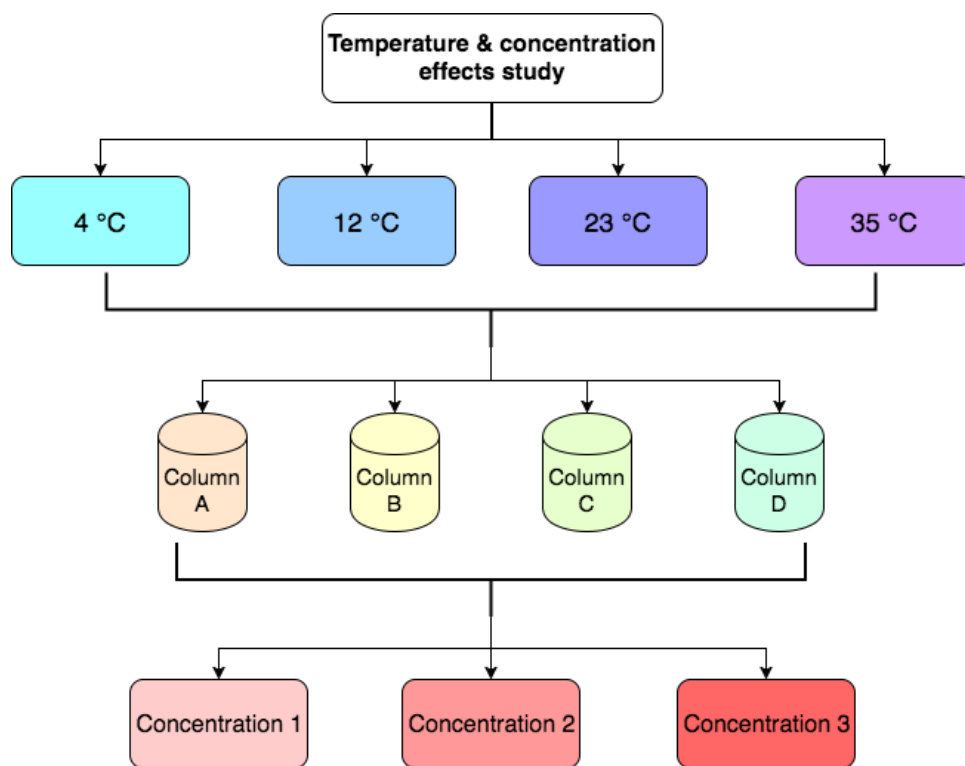 Temperature & concentration
effects study
4 °C
12 °C
23 °C
35 °C
Column
A
Column
B
Column
C
Column
D
Concentration 1
Concentration 2
Concentration 3